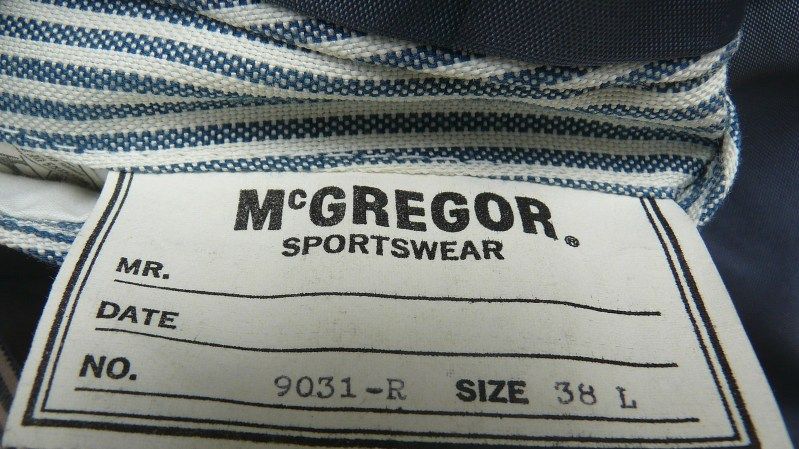 McGREGOR®
SPORTSWEAR
MR.
DATE
NO. 9031-R SIZE 38 L